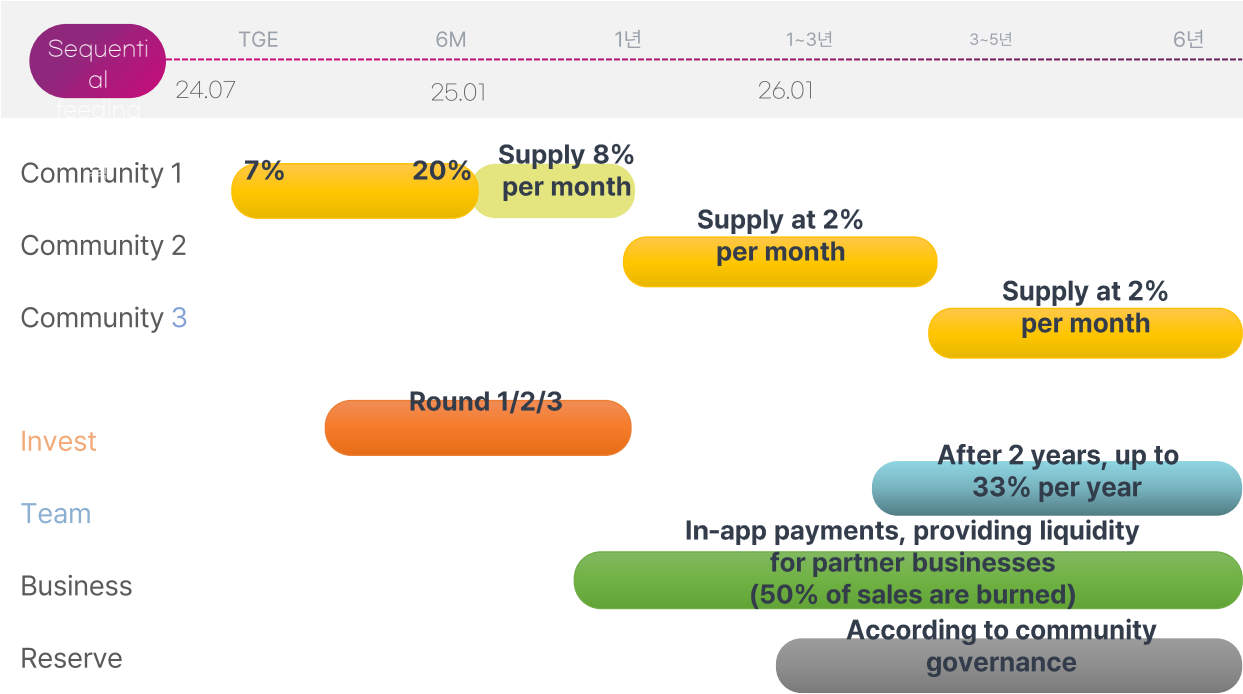 Sequenti
al
feeding
TGE
6M
1년
1~3년
3~5년
6년
24.07
25.01
26.01
Community 1
7%
20%
Supply 8%
per month
Community 2
Supply at 2%
per month
Community 3
Supply at 2%
per month
Round 1/2/3
Invest
After 2 years, up to
33% per year
Team
In-app payments, providing liquidity
for partner businesses
(50% of sales are burned)
Business
According to community
governance
Reserve